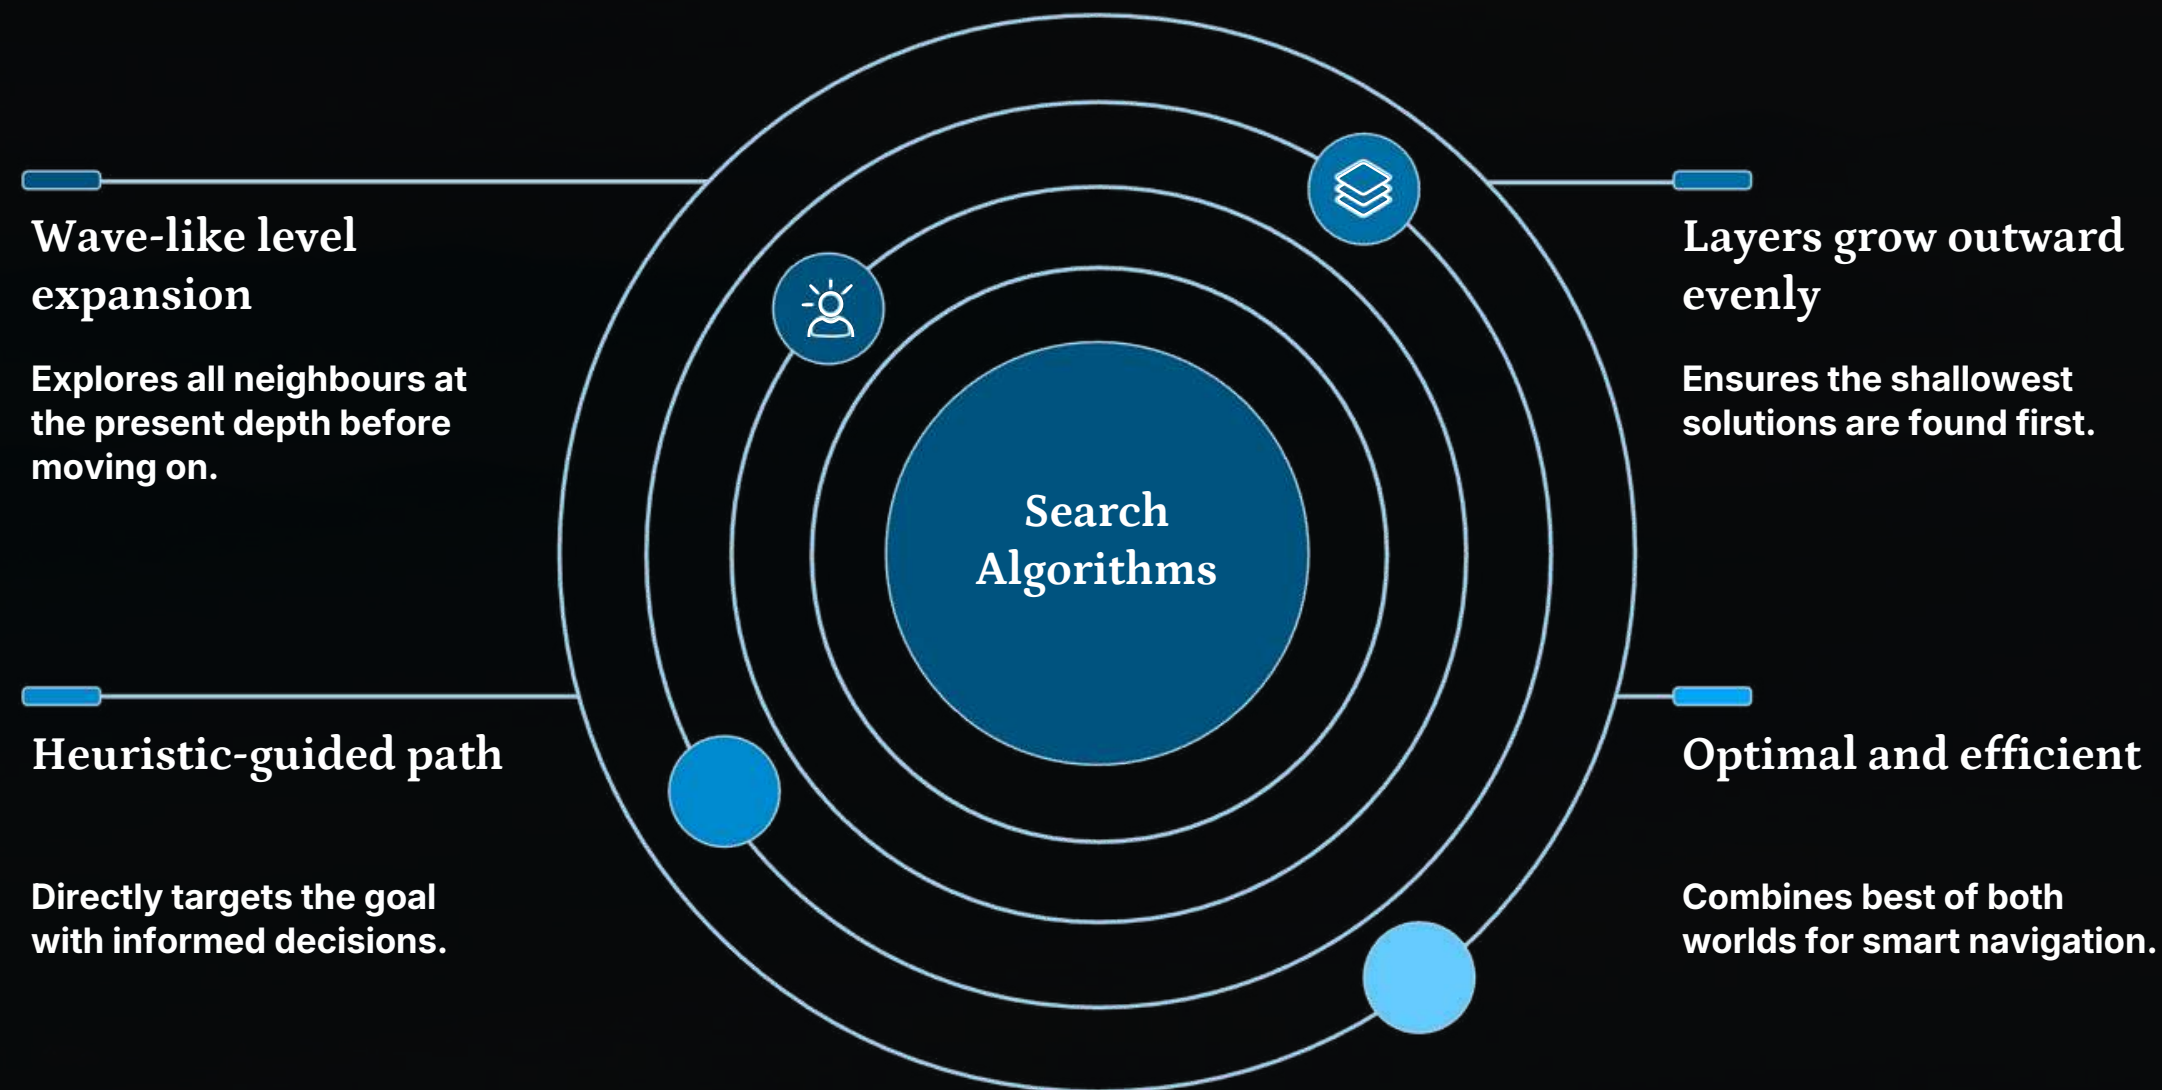 Wave-like level
expansion
Explores all neighbours at
the present depth before
moving on.
Layers grow outward
evenly
Ensures the shallowest
solutions are found first.
Search
Algorithms
Heuristic-guided path
Directly targets the goal
with informed decisions.
Optimal and efficient
Combines best of both
worlds for smart navigation.